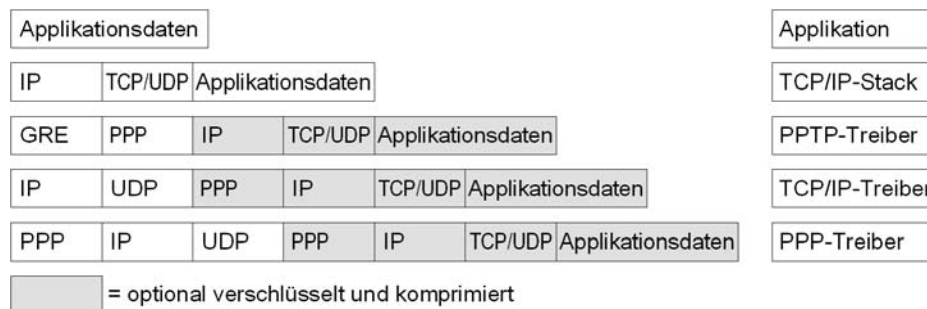 Applikationsdaten Applikation
IP TCP/UDP Applikationsdaten TCP/IP-Stack
GRE PPP IP TCP/UDP Applikationsdaten PPTP-Treiber
IP UDP PPP IP TCP/UDP Applikationsdaten TCP/IP-Treiber
PPP IP UDP PPP IP TCP/UDP Applikationsdaten PPP-Treiber
= optional verschlüsselt und komprimiert